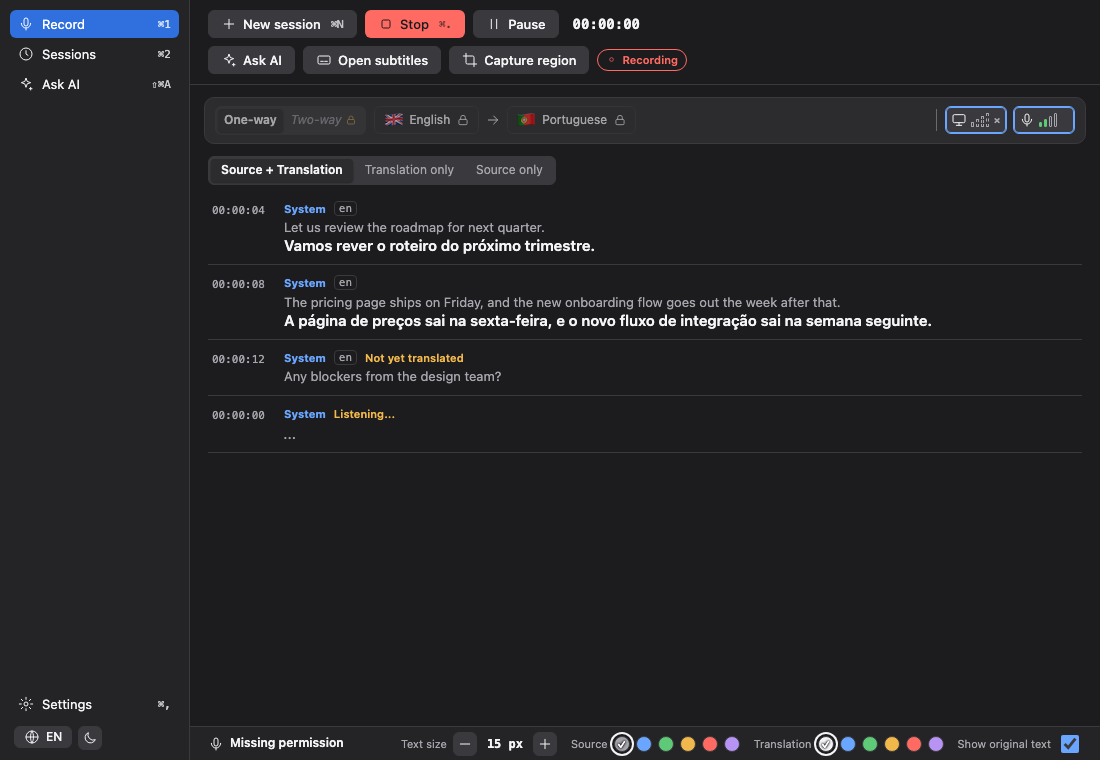 Record ⌘1
Sessions ⌘2
Ask AI ⇧⌘A
New session ⌘N
Stop ⌘.
Pause
00:00:00
Ask AI
Open subtitles
Capture region
Recording
One-way Two-way
English → Portuguese
Source + Translation Translation only Source only
00:00:04 System en
Let us review the roadmap for next quarter.
Vamos rever o roteiro do próximo trimestre.
00:00:08 System en
The pricing page ships on Friday, and the new onboarding flow goes out the week after that.
A página de preços sai na sexta-feira, e o novo fluxo de integração sai na semana seguinte.
00:00:12 System en Not yet translated
Any blockers from the design team?
00:00:00 System Listening...
...
Settings ⌘,
EN
Missing permission
Text size − 15 px +
Source
Translation
Show original text